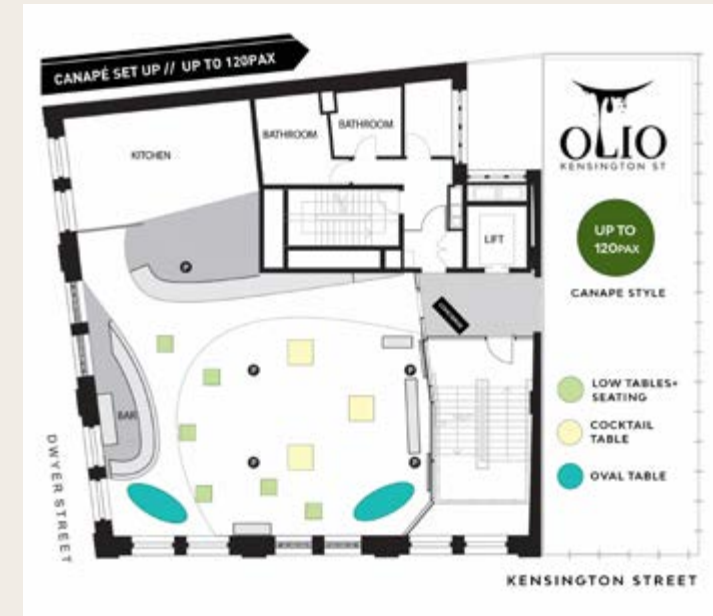 CANAPÉ SET UP // UP TO 120PAX
KITCHEN
BATHROOM
BATHROOM
OLIO
KENSINGTON ST
LIFT
UP TO
120PAX
CANAPE STYLE
P
P
P
LOW TABLES+
SEATING
COCKTAIL
TABLE
BAR
DWYER STREET
P
P
OVAL TABLE
KENSINGTON STREET